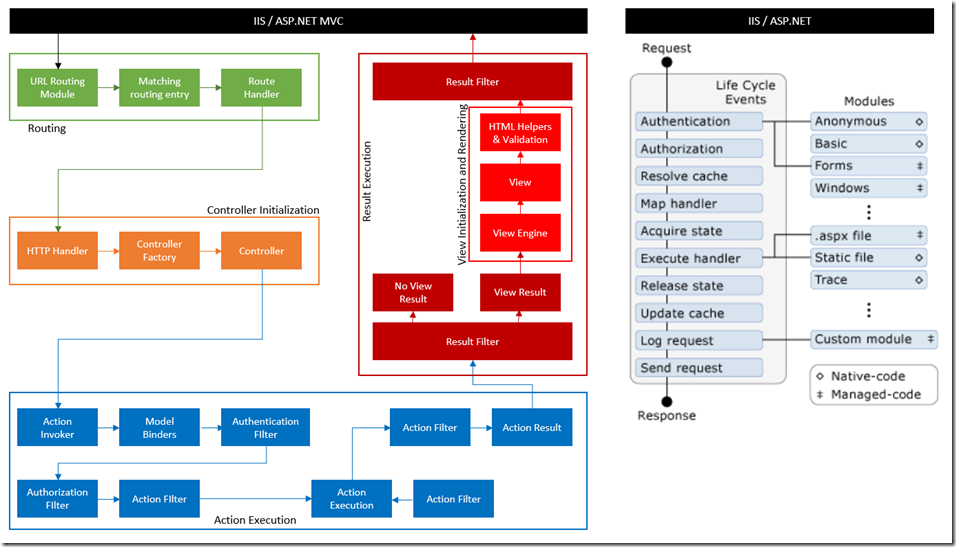 IIS / ASP.NET MVC
URL Routing
Module
Matching
routing entry
Route
Handler
Routing
Controller Initialization
HTTP Handler
Controller
Factory
Controller
Result Execution
Result Filter
View Initialization and Rendering
HTML Helpers
& Validation
View
View Engine
No View
Result
View Result
Result Filter
Action
Invoker
Model
Binders
Authentication
FIlter
Action Filter
Action Result
Authorization
FIlter
Action FIlter
Action
Execution
Action Filter
Action Execution
IIS / ASP.NET
Request
Life Cycle
Events
Authentication
Authorization
Resolve cache
Map handler
Acquire state
Execute handler
Release state
Update cache
Log request
Send request
Response
Modules
Anonymous ◇
Basic ◇
Forms ‡
Windows ‡
.aspx file ‡
Static file ◇
Trace ◇
Custom module ‡
◇ Native-code
‡ Managed-code